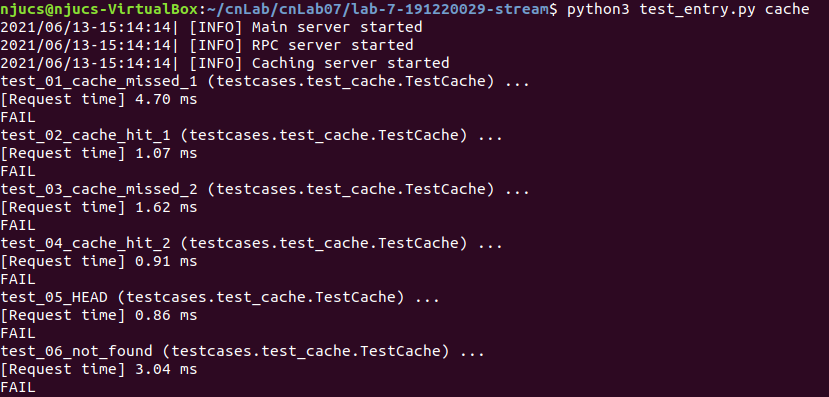 njucs@njucs-VirtualBox:~/cnLab/cnLab07/lab-7-191220029-stream$ python3 test_entry.py cache
2021/06/13-15:14:14| [INFO] Main server started
2021/06/13-15:14:14| [INFO] RPC server started
2021/06/13-15:14:14| [INFO] Caching server started
test_01_cache_missed_1 (testcases.test_cache.TestCache) ...
[Request time] 4.70 ms
FAIL
test_02_cache_hit_1 (testcases.test_cache.TestCache) ...
[Request time] 1.07 ms
FAIL
test_03_cache_missed_2 (testcases.test_cache.TestCache) ...
[Request time] 1.62 ms
FAIL
test_04_cache_hit_2 (testcases.test_cache.TestCache) ...
[Request time] 0.91 ms
FAIL
test_05_HEAD (testcases.test_cache.TestCache) ...
[Request time] 0.86 ms
FAIL
test_06_not_found (testcases.test_cache.TestCache) ...
[Request time] 3.04 ms
FAIL